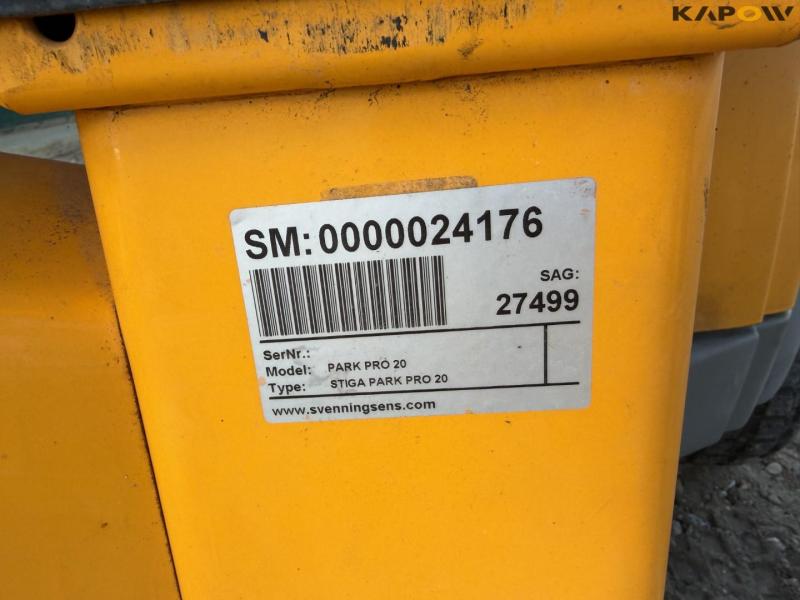 KAPOW
SM: 0000024176
SAG:
27499
SerNr.:
Model: PARK PRO 20
Type: STIGA PARK PRO 20
www.svenningsens.com